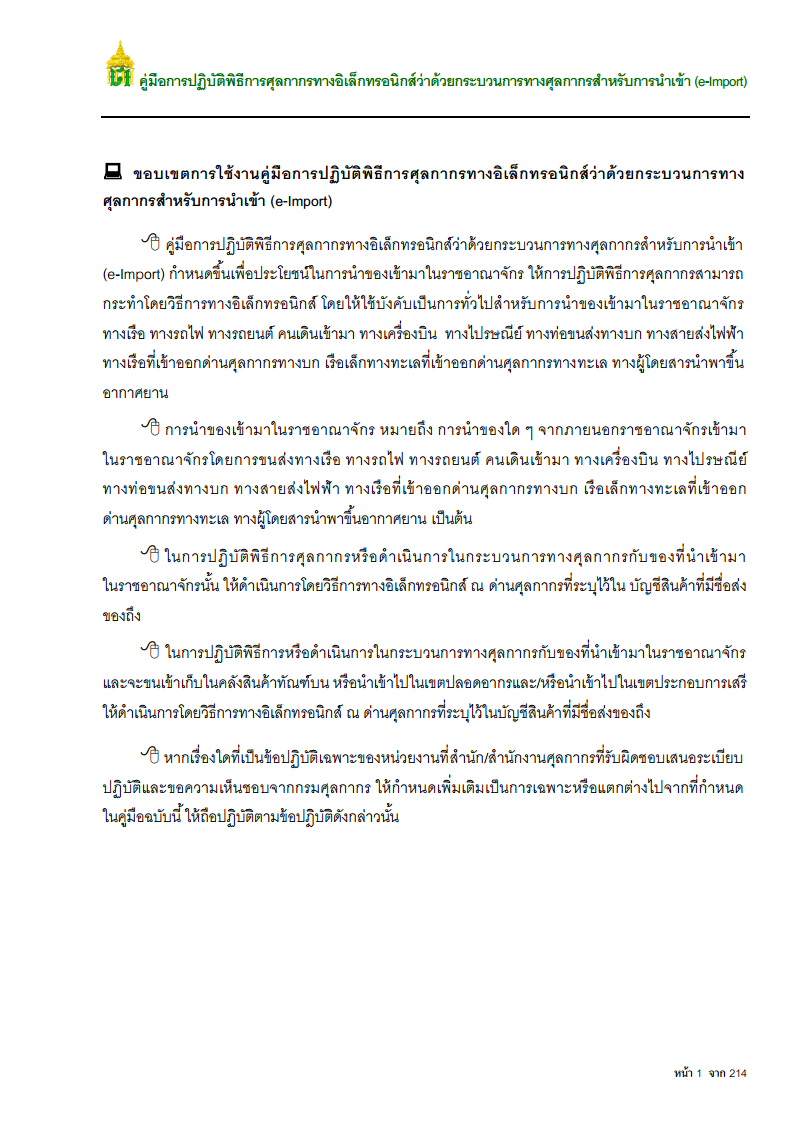 คู่มือการปฏิบัติพิธีการศุลกากรทางอิเล็กทรอนิกส์ว่าด้วยกระบวนการทางศุลกากรสำหรับการนำเข้า (e-Import)
ขอบเขตการใช้งานคู่มือการปฏิบัติพิธีการศุลกากรทางอิเล็กทรอนิกส์ว่าด้วยกระบวนการทาง
ศุลกากรสำหรับการนำเข้า (e-Import)
คู่มือการปฏิบัติพิธีการศุลกากรทางอิเล็กทรอนิกส์ว่าด้วยกระบวนการทางศุลกากรสำหรับการนำเข้า
(e-Import) กำหนดขึ้นเพื่อประโยชน์ในการนำของเข้ามาในราชอาณาจักร ให้การปฏิบัติพิธีการศุลกากรสามารถ
กระทำโดยวิธีการทางอิเล็กทรอนิกส์ โดยให้ใช้บังคับเป็นการทั่วไปสำหรับการนำของเข้ามาในราชอาณาจักร
ทางเรือ ทางรถไฟ ทางรถยนต์ คนเดินเข้ามา ทางเครื่องบิน ทางไปรษณีย์ ทางท่อขนส่งทางบก ทางสายส่งไฟฟ้า
ทางเรือที่เข้าออกด่านศุลกากรทางบก เรือเล็กทางทะเลที่เข้าออกด่านศุลกากรทางทะเล ทางผู้โดยสารนำพาขึ้น
อากาศยาน
การนำของเข้ามาในราชอาณาจักร หมายถึง การนำของใด ๆ จากภายนอกราชอาณาจักรเข้ามา
ในราชอาณาจักรโดยการขนส่งทางเรือ ทางรถไฟ ทางรถยนต์ คนเดินเข้ามา ทางเครื่องบิน ทางไปรษณีย์
ทางท่อขนส่งทางบก ทางสายส่งไฟฟ้า ทางเรือที่เข้าออกด่านศุลกากรทางบก เรือเล็กทางทะเลที่เข้าออก
ด่านศุลกากรทางทะเล ทางผู้โดยสารนำพาขึ้นอากาศยาน เป็นต้น
ในการปฏิบัติพิธีการศุลกากรหรือดำเนินการในกระบวนการทางศุลกากรกับของที่นำเข้ามา
ในราชอาณาจักรนั้น ให้ดำเนินการโดยวิธีการทางอิเล็กทรอนิกส์ ณ ด่านศุลกากรที่ระบุไว้ใน บัญชีสินค้าที่มีชื่อส่ง
ของถึง
ในการปฏิบัติพิธีการหรือดำเนินการในกระบวนการทางศุลกากรกับของที่นำเข้ามาในราชอาณาจักร
และจะขนเข้าเก็บในคลังสินค้าทัณฑ์บน หรือนำเข้าไปในเขตปลอดอากรและ/หรือนำเข้าไปในเขตประกอบการเสรี
ให้ดำเนินการโดยวิธีการทางอิเล็กทรอนิกส์ ณ ด่านศุลกากรที่ระบุไว้ในบัญชีสินค้าที่มีชื่อส่งของถึง
หากเรื่องใดที่เป็นข้อปฏิบัติเฉพาะของหน่วยงานที่สำนัก/สำนักงานศุลกากรที่รับผิดชอบเสนอระเบียบ
ปฏิบัติและขอความเห็นชอบจากกรมศุลกากร ให้กำหนดเพิ่มเติมเป็นการเฉพาะหรือแตกต่างไปจากที่กำหนด
ในคู่มือฉบับนี้ ให้ถือปฏิบัติตามข้อปฏิบัติดังกล่าวนั้น
หน้า 1 จาก 214